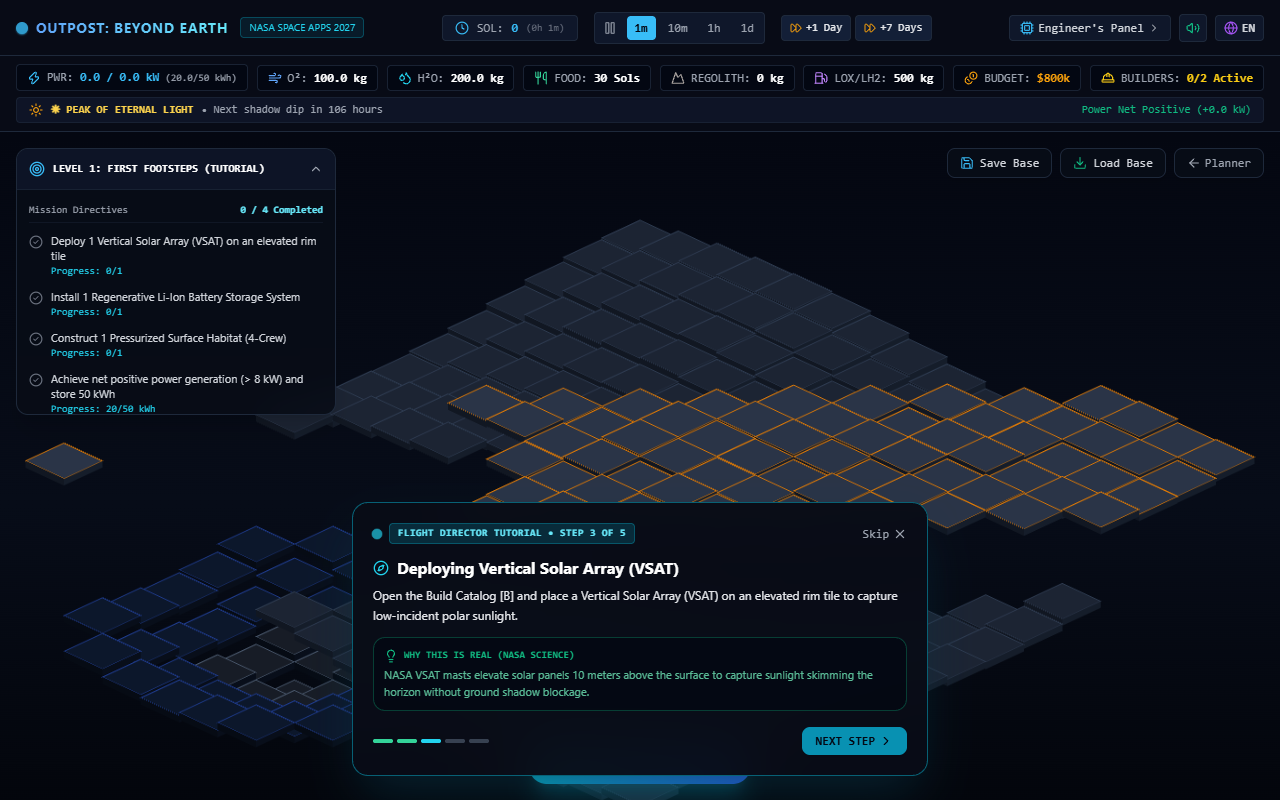 OUTPOST: BEYOND EARTH
NASA SPACE APPS 2027
SOL: 0 (0h 1m)
1m 10m 1h 1d
+1 Day
+7 Days
Engineer's Panel
EN
PWR: 0.0 / 0.0 kW (20.0/50 kWh)
O²: 100.0 kg
H²O: 200.0 kg
FOOD: 30 Sols
REGOLITH: 0 kg
LOX/LH2: 500 kg
BUDGET: $800k
BUILDERS: 0/2 Active
PEAK OF ETERNAL LIGHT • Next shadow dip in 106 hours
Power Net Positive (+0.0 kW)
LEVEL 1: FIRST FOOTSTEPS (TUTORIAL)
Save Base
Load Base
Planner
Mission Directives
0 / 4 Completed
Deploy 1 Vertical Solar Array (VSAT) on an elevated rim
tile
Progress: 0/1
Install 1 Regenerative Li-Ion Battery Storage System
Progress: 0/1
Construct 1 Pressurized Surface Habitat (4-Crew)
Progress: 0/1
Achieve net positive power generation (> 8 kW) and
store 50 kWh
Progress: 20/50 kWh
FLIGHT DIRECTOR TUTORIAL • STEP 3 OF 5
Skip
Deploying Vertical Solar Array (VSAT)
Open the Build Catalog [B] and place a Vertical Solar Array (VSAT) on an elevated rim tile to capture
low-incident polar sunlight.
WHY THIS IS REAL (NASA SCIENCE)
NASA VSAT masts elevate solar panels 10 meters above the surface to capture sunlight skimming the
horizon without ground shadow blockage.
NEXT STEP